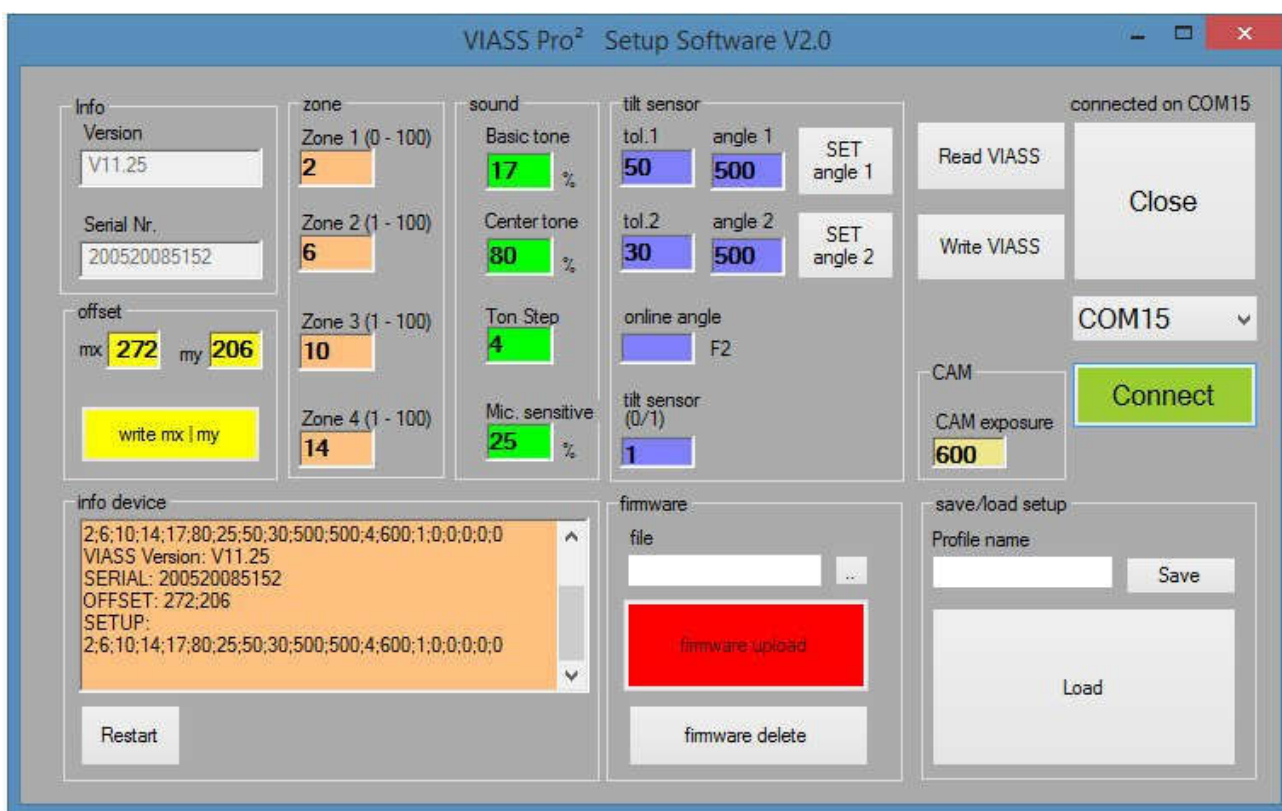 VIASS Pro² Setup Software V2.0
Info
Version
V11.25
Serial Nr.
200520085152
offset
mx 272 my 206
write mx | my
zone
Zone 1 (0 - 100)
2
Zone 2 (1 - 100)
6
Zone 3 (1 - 100)
10
Zone 4 (1 - 100)
14
sound
Basic tone
17 %
Center tone
80 %
Ton Step
4
Mic. sensitive
25 %
tilt sensor
tol.1 angle 1
50 500
SET
angle 1
tol.2 angle 2
30 500
SET
angle 2
online angle
F2
tilt sensor
(0/1)
1
Read VIASS
Write VIASS
connected on COM15
Close
COM15
Connect
CAM
CAM exposure
600
info device
2;6;10;14;17;80;25;50;30;500;500;4;600;1;0;0;0;0;0
VIASS Version: V11.25
SERIAL: 200520085152
OFFSET: 272;206
SETUP:
2;6;10;14;17;80;25;50;30;500;500;4;600;1;0;0;0;0;0
Restart
firmware
file
..
firmware upload
firmware delete
save/load setup
Profile name
Save
Load